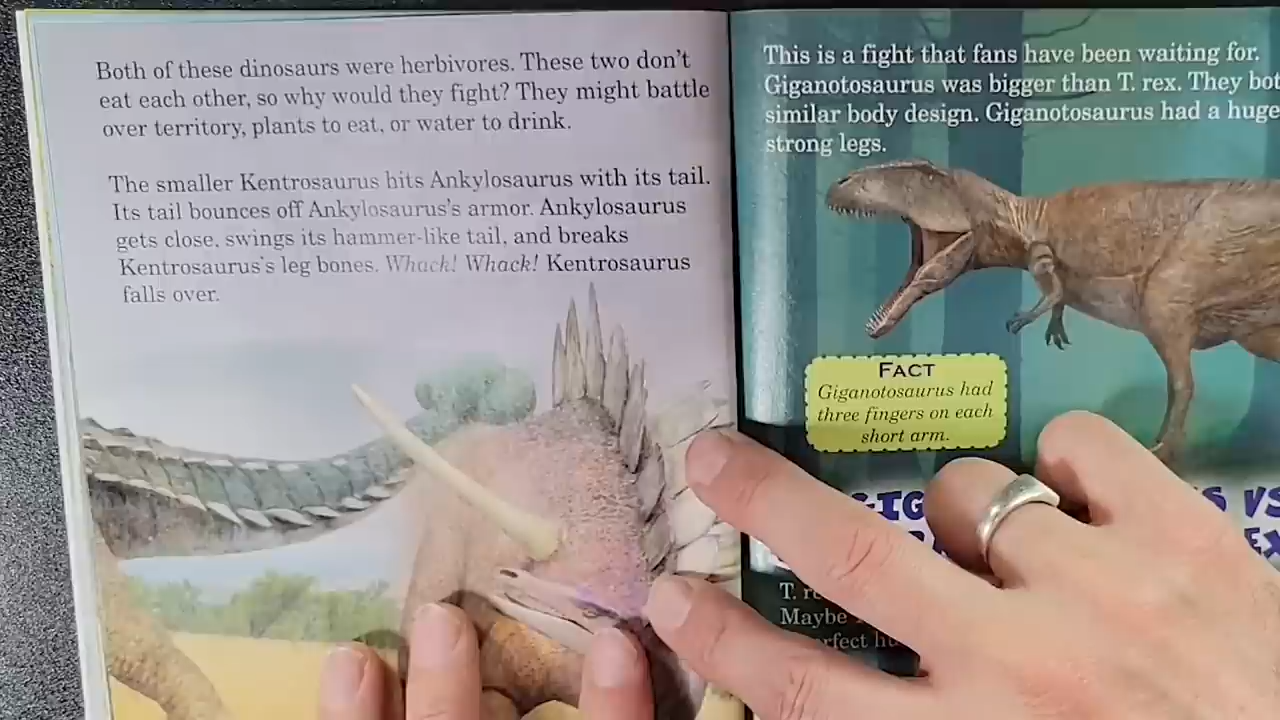 Both of these dinosaurs were herbivores. These two don't
eat each other, so why would they fight? They might battle
over territory, plants to eat, or water to drink.
The smaller Kentrosaurus hits Ankylosaurus with its tail.
Its tail bounces off Ankylosaurus's armor. Ankylosaurus
gets close, swings its hammer-like tail, and breaks
Kentrosaurus's leg bones. Whack! Whack! Kentrosaurus
falls over.
This is a fight that fans have been waiting for.
Giganotosaurus was bigger than T. rex. They
similar body design. Giganotosaurus had a huge
strong legs.
FACT
Giganotosaurus had
three fingers on each
short arm.
VS
T.
Maybe